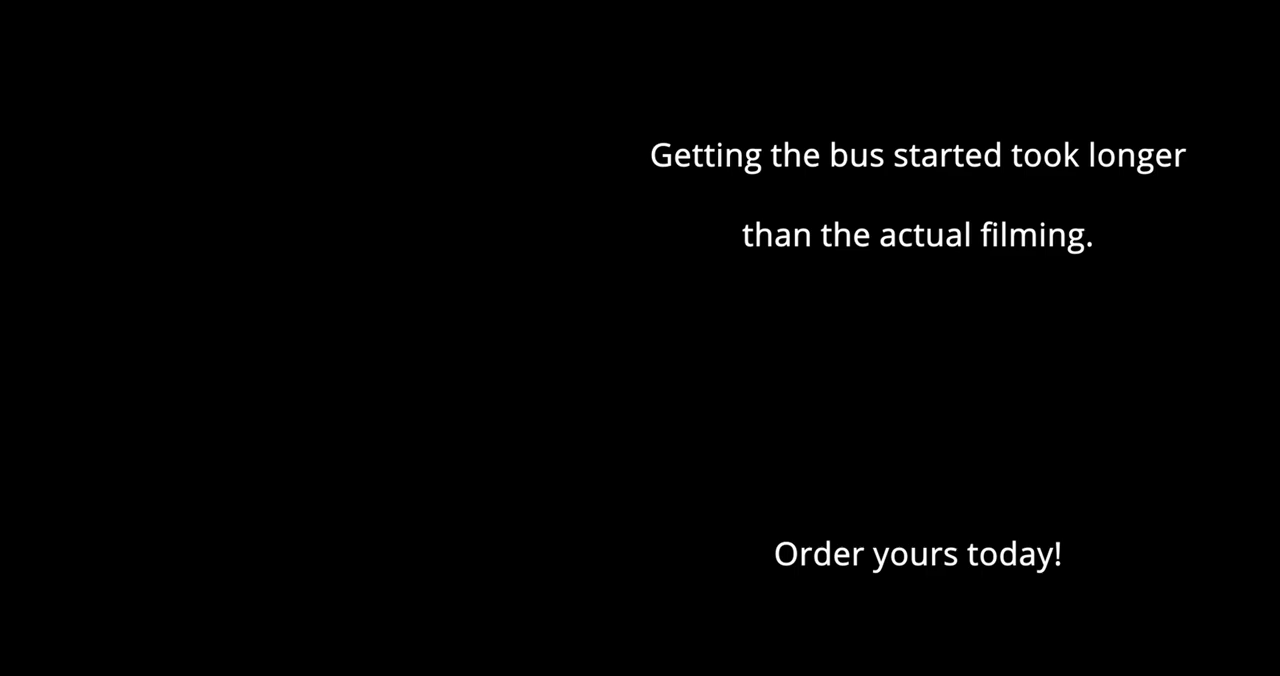 Getting the bus started took longer
than the actual filming.
Order yours today!